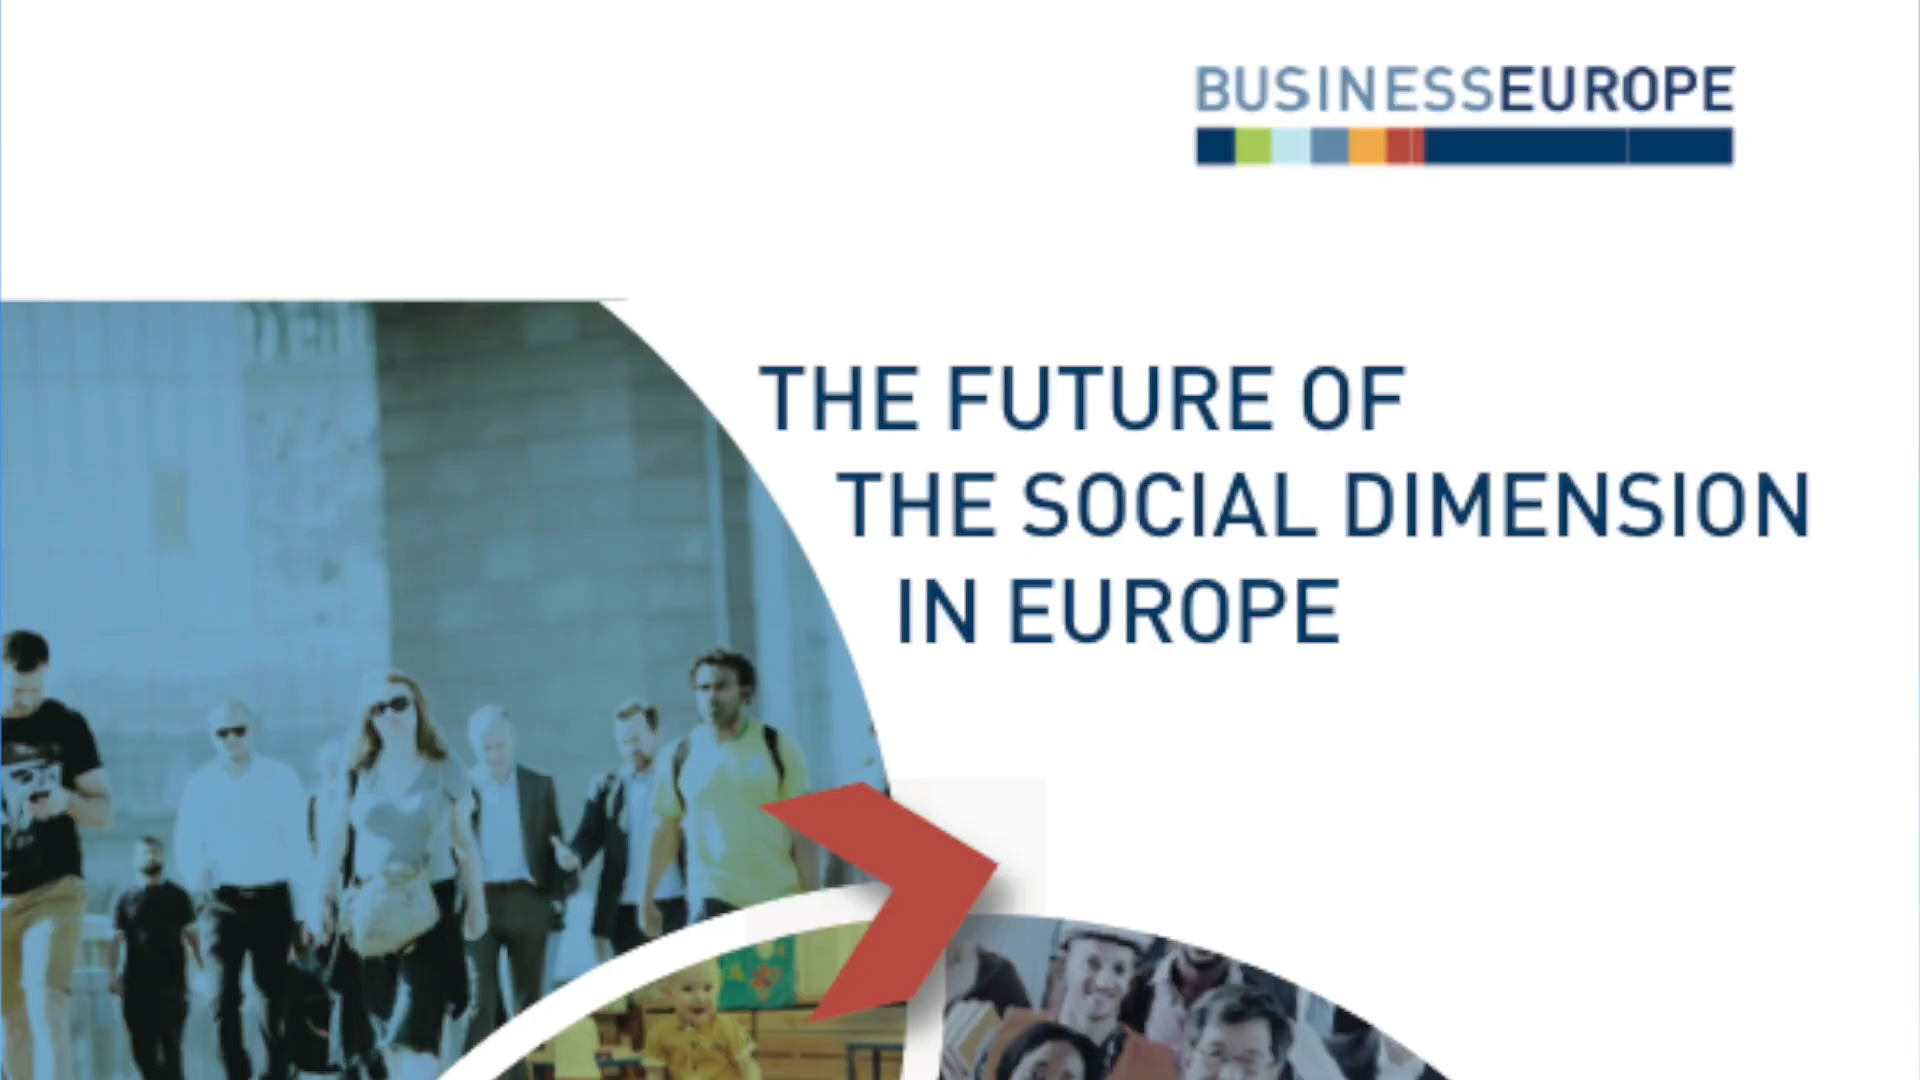 BUSINESSEUROPE
THE FUTURE OF
THE SOCIAL DIMENSION
IN EUROPE